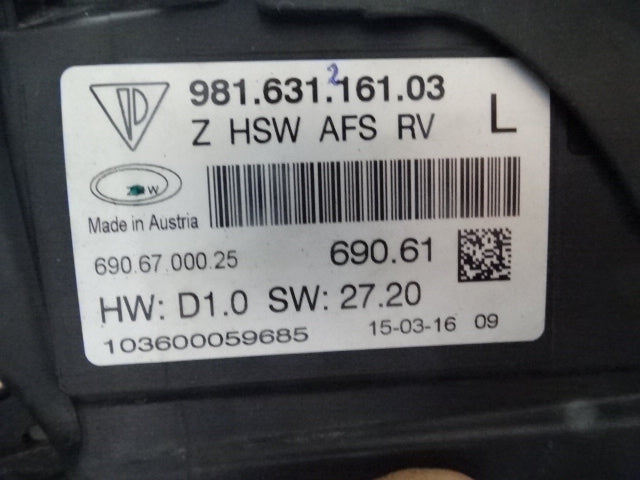 2
981.631.161.03
Z HSW AFS RV L
Made in Austria
690.67.000.25 690.61
HW: D1.0 SW: 27.20
103600059685 15-03-16 09